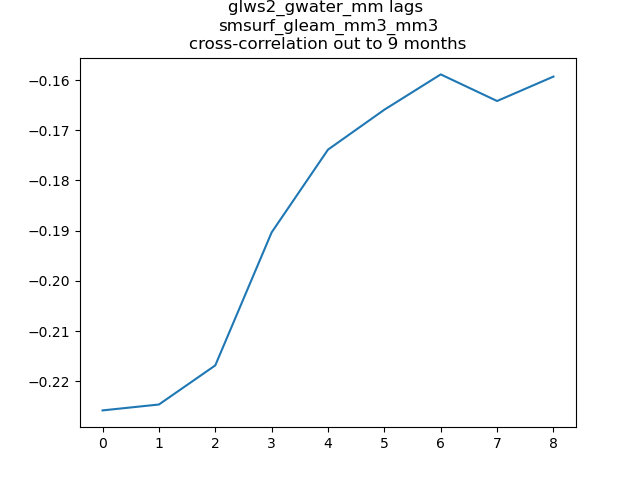 glws2_gwater_mm lags
smsurf_gleam_mm3_mm3
cross-correlation out to 9 months
−0.16
−0.17
−0.18
−0.19
−0.20
−0.21
−0.22
0 1 2 3 4 5 6 7 8